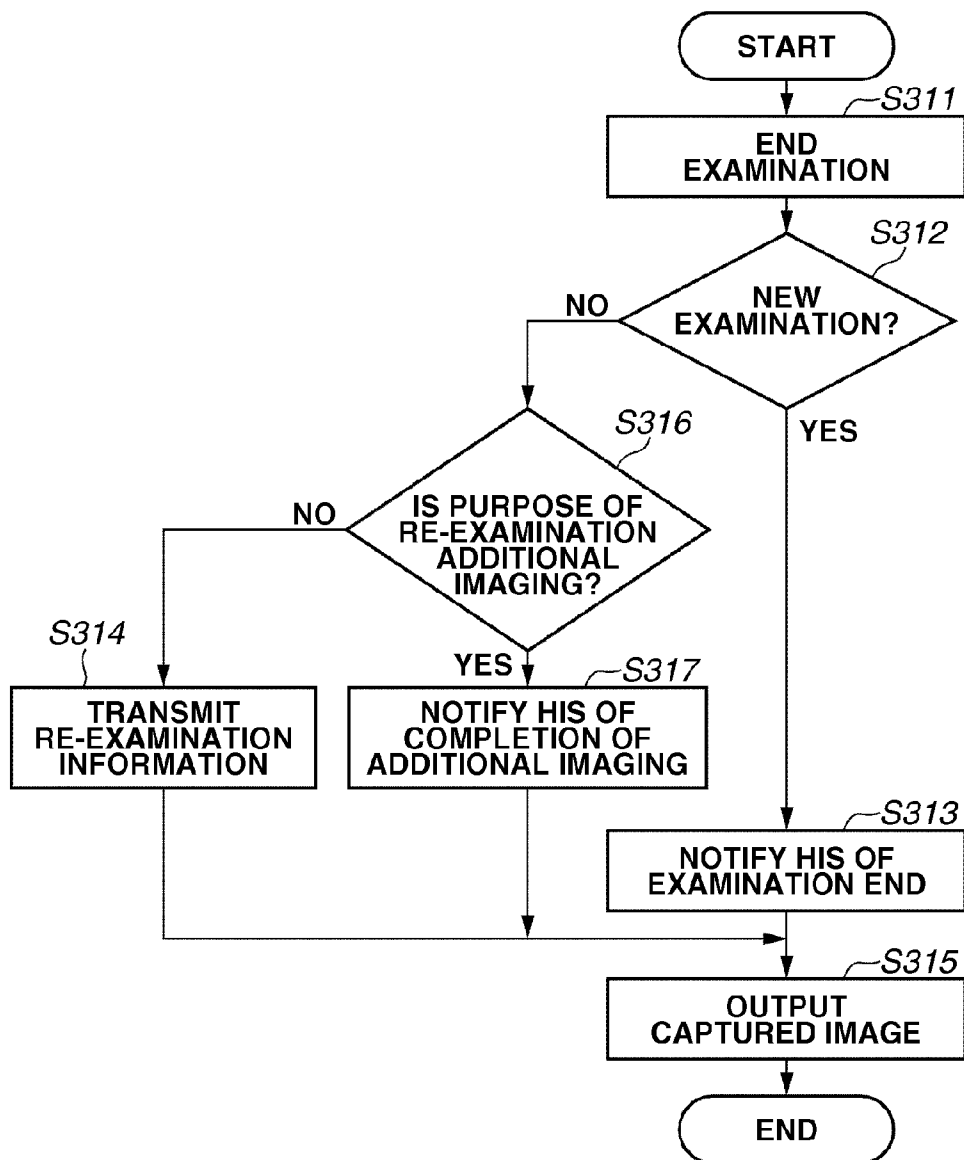 START
S311
END
EXAMINATION
S312
NEW
EXAMINATION?
NO
YES
S316
IS PURPOSE OF
RE-EXAMINATION
ADDITIONAL
IMAGING?
NO
YES
S314
TRANSMIT
RE-EXAMINATION
INFORMATION
S317
NOTIFY HIS OF
COMPLETION OF
ADDITIONAL IMAGING
S313
NOTIFY HIS OF
EXAMINATION END
S315
OUTPUT
CAPTURED IMAGE
END